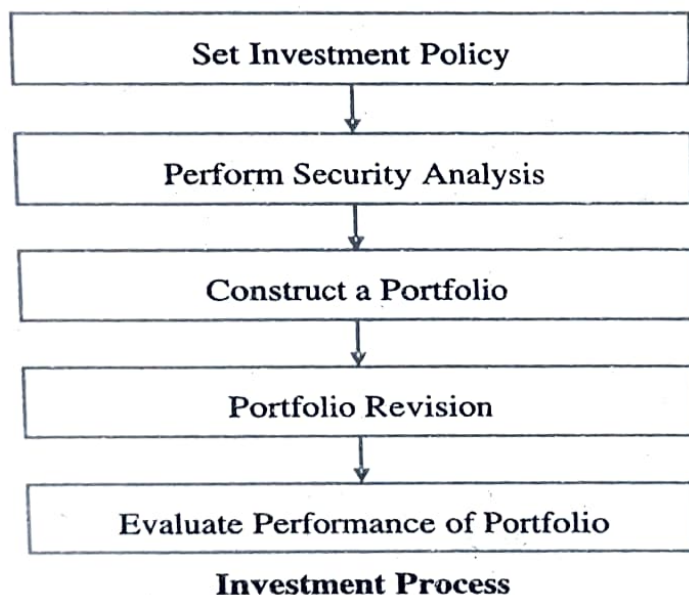 Set Investment Policy
Perform Security Analysis
Construct a Portfolio
Portfolio Revision
Evaluate Performance of Portfolio
Investment Process